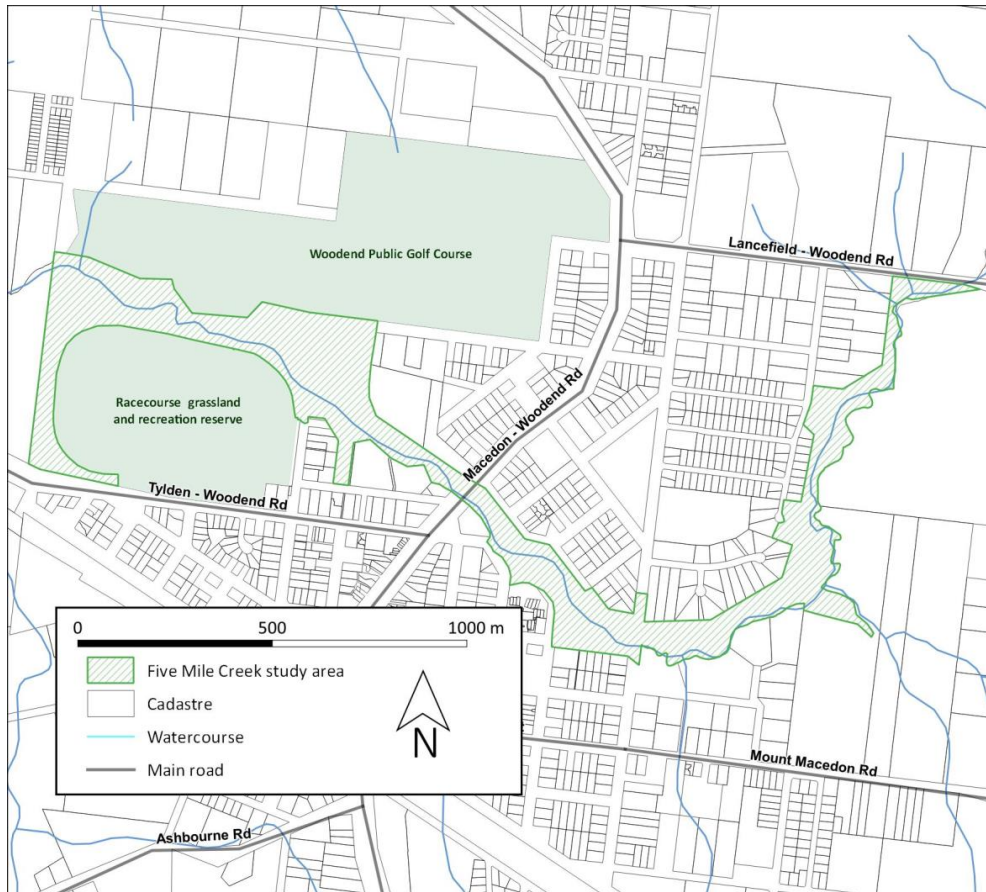 Lancefield - Woodend Rd
Woodend Public Golf Course
Macedon - Woodend Rd
Racecourse grassland
and recreation reserve
Tylden - Woodend Rd
0 500 1000 m
Five Mile Creek study area
Cadastre
Watercourse
Main road
N
Mount Macedon Rd
Ashbourne Rd